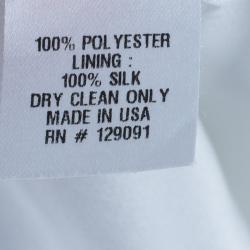 100% POLYESTER
LINING :
100% SILK
DRY CLEAN ONLY
MADE IN USA
RN # 129091